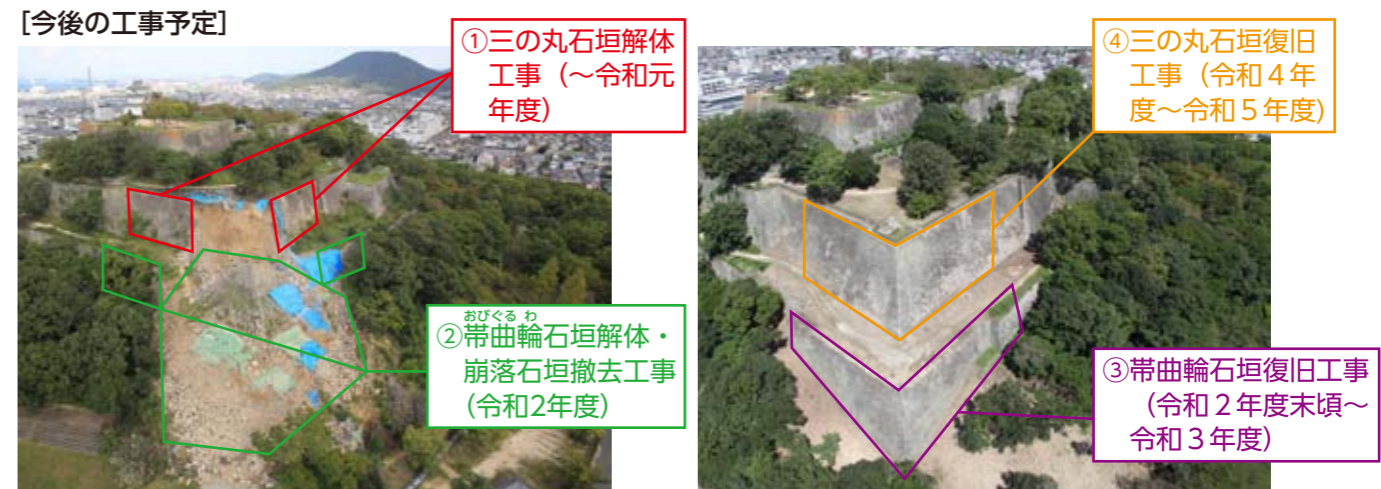 [今後の工事予定]
①三の丸石垣解体
工事（～令和元
年度）
おびぐる わ
②帯曲輪石垣解体・
崩落石垣撤去工事
（令和2年度）
④三の丸石垣復旧
工事（令和４年
度～令和５年度)
③帯曲輪石垣復旧工事
（令和２年度末頃～
令和３年度）